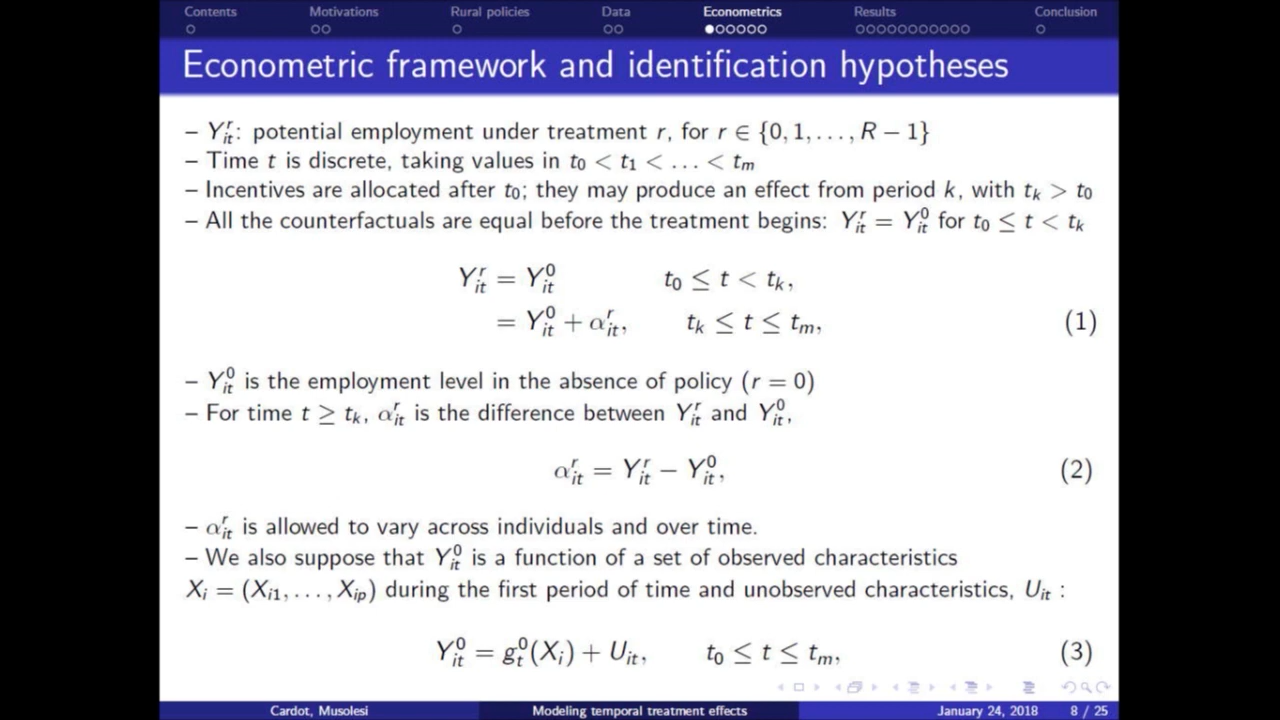 Contents Motivations Rural policies Data Econometrics Results Conclusion
Econometric framework and identification hypotheses
– Y^r_it: potential employment under treatment r, for r ∈ {0, 1, . . . , R − 1}
– Time t is discrete, taking values in t_0 < t_1 < . . . < t_m
– Incentives are allocated after t_0; they may produce an effect from period k, with t_k > t_0
– All the counterfactuals are equal before the treatment begins: Y^r_it = Y^0_it for t_0 ≤ t < t_k
Y^r_it = Y^0_it t_0 ≤ t < t_k,
= Y^0_it + α^r_it, t_k ≤ t ≤ t_m, (1)
– Y^0_it is the employment level in the absence of policy (r = 0)
– For time t ≥ t_k, α^r_it is the difference between Y^r_it and Y^0_it,
α^r_it = Y^r_it − Y^0_it, (2)
– α^r_it is allowed to vary across individuals and over time.
– We also suppose that Y^0_it is a function of a set of observed characteristics
X_i = (X_i1, . . . , X_ip) during the first period of time and unobserved characteristics, U_it :
Y^0_it = g^0_t(X_i) + U_it, t_0 ≤ t ≤ t_m, (3)
Cardot, Musolesi Modeling temporal treatment effects January 24, 2018 8 / 25